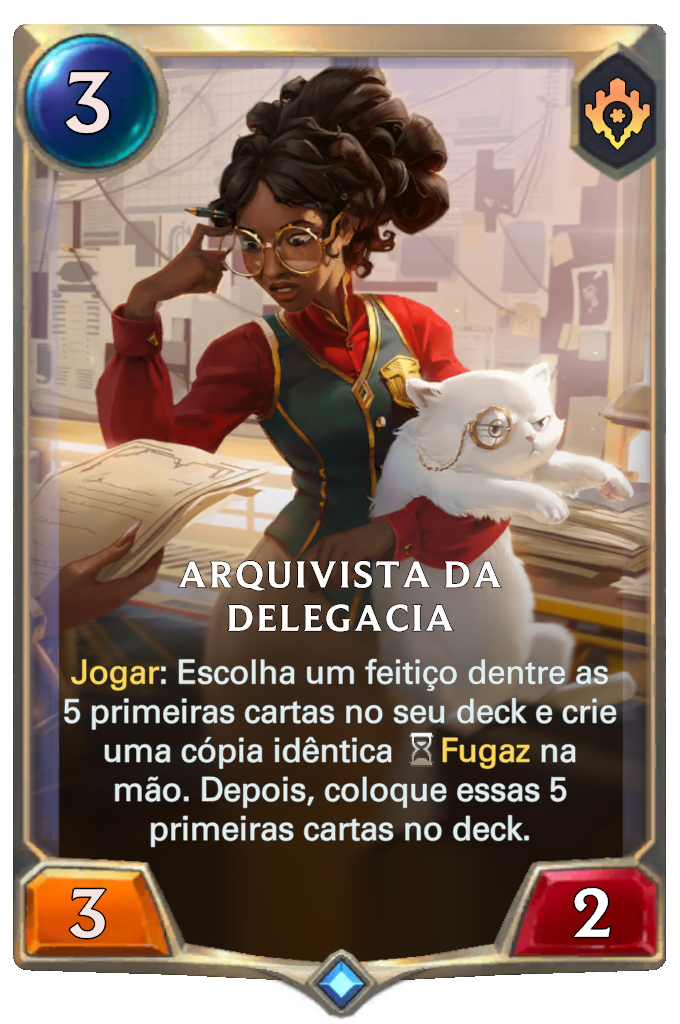 3
ARQUIVISTA DA
DELEGACIA
Jogar: Escolha um feitiço dentre as
5 primeiras cartas no seu deck e crie
uma cópia idêntica Fugaz na
mão. Depois, coloque essas 5
primeiras cartas no deck.
3
2